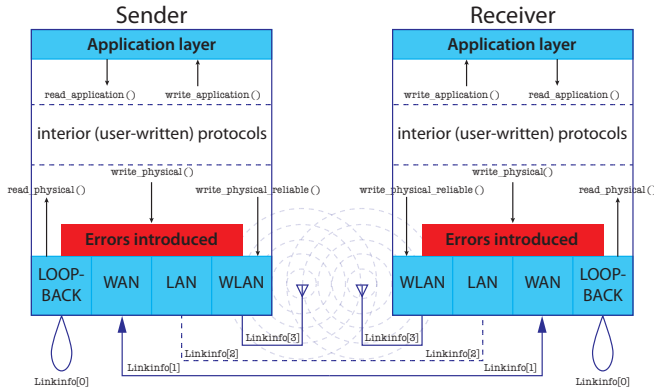 Sender Receiver
Application layer Application layer
read_application() write_application() write_application() read_application()
interior (user-written) protocols interior (user-written) protocols
write_physical() write_physical()
read_physical() write_physical_reliable() write_physical_reliable() read_physical()
Errors introduced Errors introduced
LOOP-
BACK WAN LAN WLAN WLAN LAN WAN LOOP-
BACK
Linkinfo[3] Linkinfo[3]
Linkinfo[2] Linkinfo[2]
Linkinfo[1] Linkinfo[1]
Linkinfo[0] Linkinfo[0]